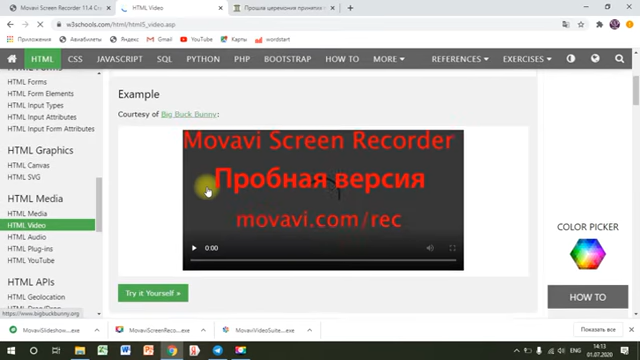 Movavi Screen Recorder 11.4 C
HTML Video
w3schools.com/html/html5_video.asp
Приложения
Авиабилеты
Яндекс
Gmail
YouTube
Карты
wordstart
HTML
CSS
JAVASCRIPT
SQL
PYTHON
PHP
BOOTSTRAP
HOW TO
MORE
REFERENCES
EXERCISES
HTML Forms
HTML Form Elements
HTML Input Types
HTML Input Attributes
HTML Input Form Attributes
HTML Graphics
HTML Canvas
HTML SVG
HTML Media
HTML Media
HTML Video
HTML Audio
HTML Plug-ins
HTML YouTube
HTML APIs
HTML Geolocation
https://www.bigbuckbunny.org
Example
Courtesy of Big Buck Bunny:
Movavi Screen Recorder
Пробная версия
movavi.com/rec
0:00
Try it Yourself »
COLOR PICKER
HOW TO
MovaviSlideshow....exe
MovaviScreenReco....exe
MovaviVideoSuite....exe
Показать все
ENG
14:13
01.07.2020